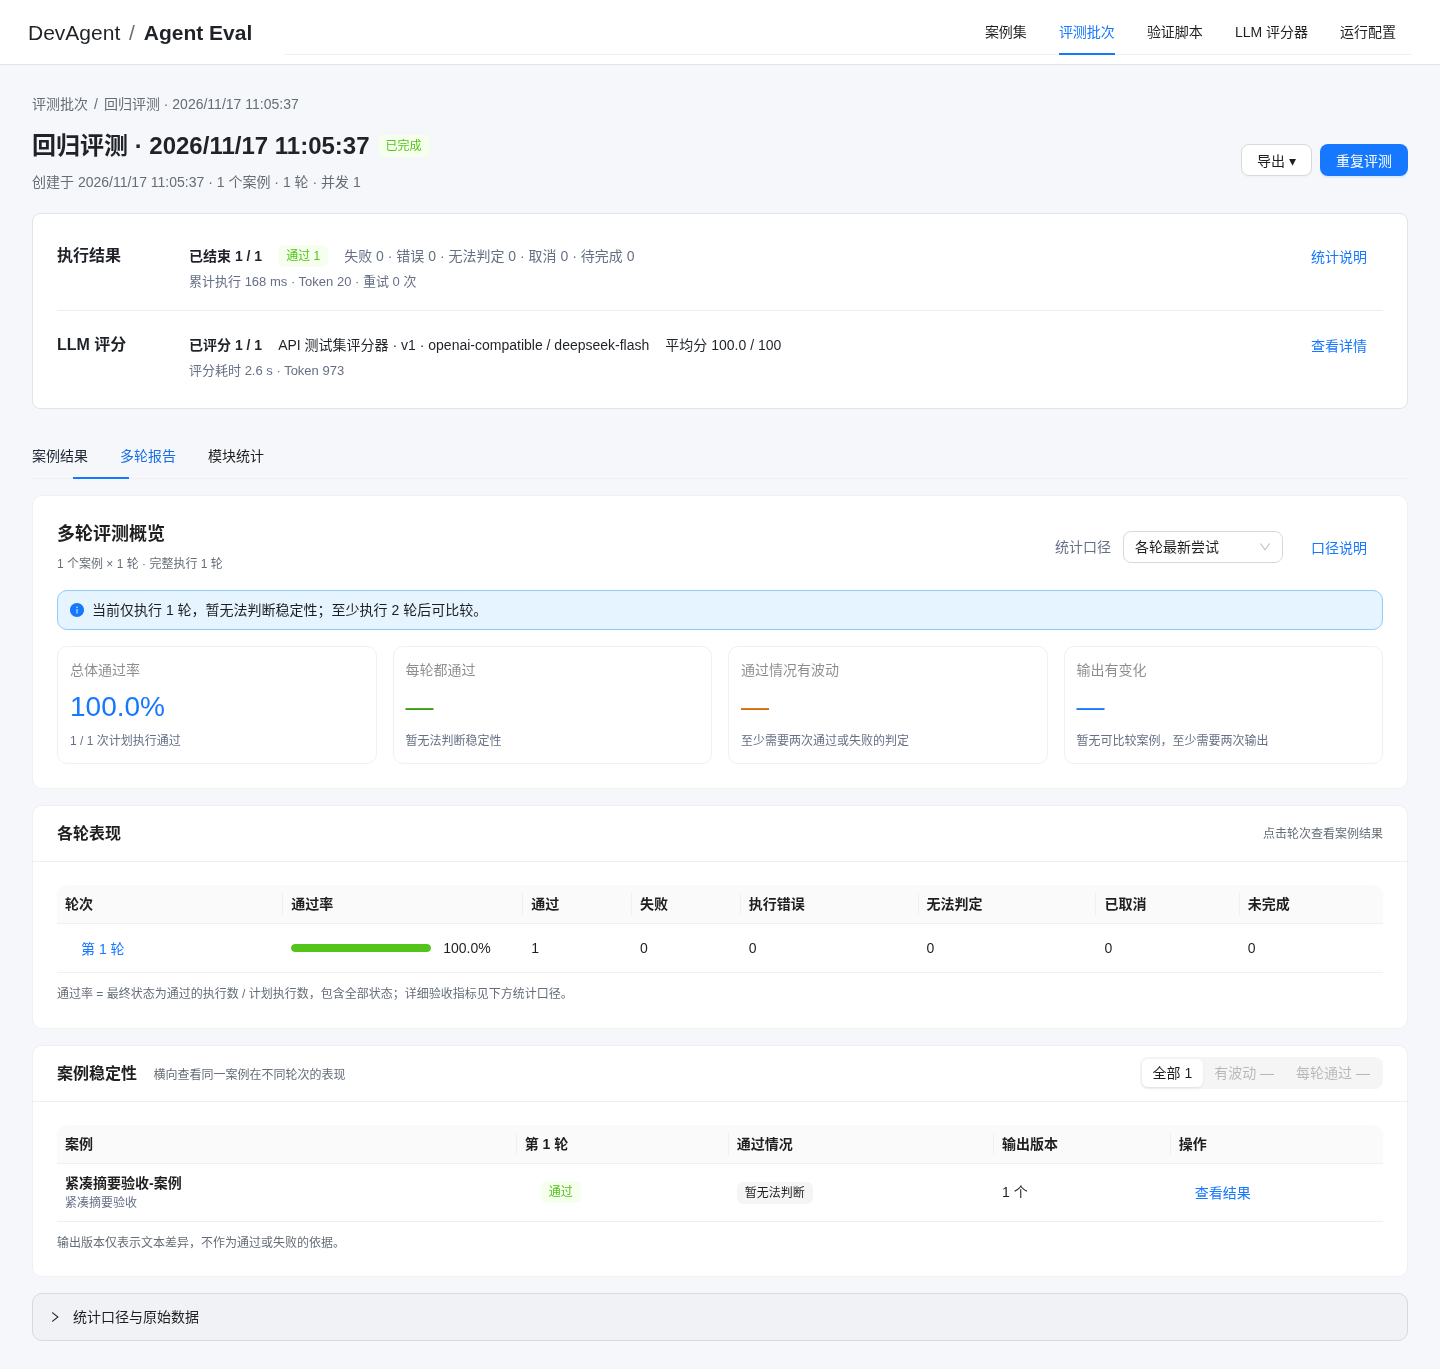 DevAgent / Agent Eval
案例集 评测批次 验证脚本 LLM 评分器 运行配置
评测批次 / 回归评测 · 2026/11/17 11:05:37
回归评测 · 2026/11/17 11:05:37 已完成
导出 ▾ 重复评测
创建于 2026/11/17 11:05:37 · 1 个案例 · 1 轮 · 并发 1
执行结果 已结束 1 / 1 通过 1 失败 0 · 错误 0 · 无法判定 0 · 取消 0 · 待完成 0 统计说明
累计执行 168 ms · Token 20 · 重试 0 次
LLM 评分 已评分 1 / 1 API 测试集评分器 · v1 · openai-compatible / deepseek-flash 平均分 100.0 / 100 查看详情
评分耗时 2.6 s · Token 973
案例结果 多轮报告 模块统计
多轮评测概览
1 个案例 × 1 轮 · 完整执行 1 轮
统计口径 各轮最新尝试 口径说明
当前仅执行 1 轮，暂无法判断稳定性；至少执行 2 轮后可比较。
总体通过率 每轮都通过 通过情况有波动 输出有变化
100.0% — — —
1 / 1 次计划执行通过 暂无法判断稳定性 至少需要两次通过或失败的判定 暂无可比较案例，至少需要两次输出
各轮表现 点击轮次查看案例结果
轮次 通过率 通过 失败 执行错误 无法判定 已取消 未完成
第 1 轮 100.0% 1 0 0 0 0 0
通过率 = 最终状态为通过的执行数 / 计划执行数，包含全部状态；详细验收指标见下方统计口径。
案例稳定性 横向查看同一案例在不同轮次的表现 全部 1 有波动 — 每轮通过 —
案例 第 1 轮 通过情况 输出版本 操作
紧凑摘要验收-案例
紧凑摘要验收
通过 暂无法判断 1 个 查看结果
输出版本仅表示文本差异，不作为通过或失败的依据。
统计口径与原始数据